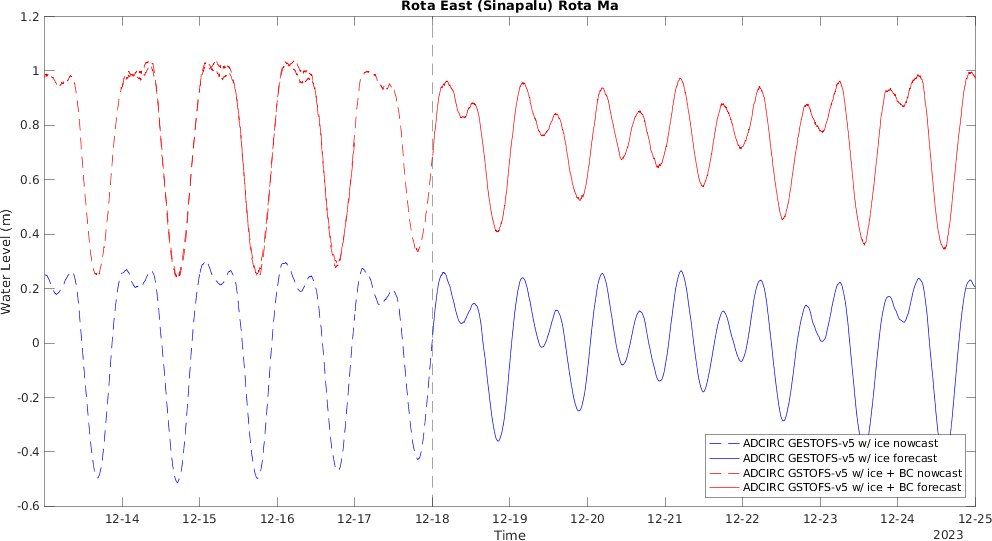 Rota East (Sinapalu) Rota Ma
1.2
1
0.8
0.6
0.4
0.2
0
-0.2
-0.4
-0.6
Water Level (m)
ADCIRC GESTOFS-v5 w/ ice nowcast
ADCIRC GESTOFS-v5 w/ ice forecast
ADCIRC GSTOFS-v5 w/ ice + BC nowcast
ADCIRC GSTOFS-v5 w/ ice + BC forecast
12-14 12-15 12-16 12-17 12-18 12-19 12-20 12-21 12-22 12-23 12-24 12-25
Time
2023